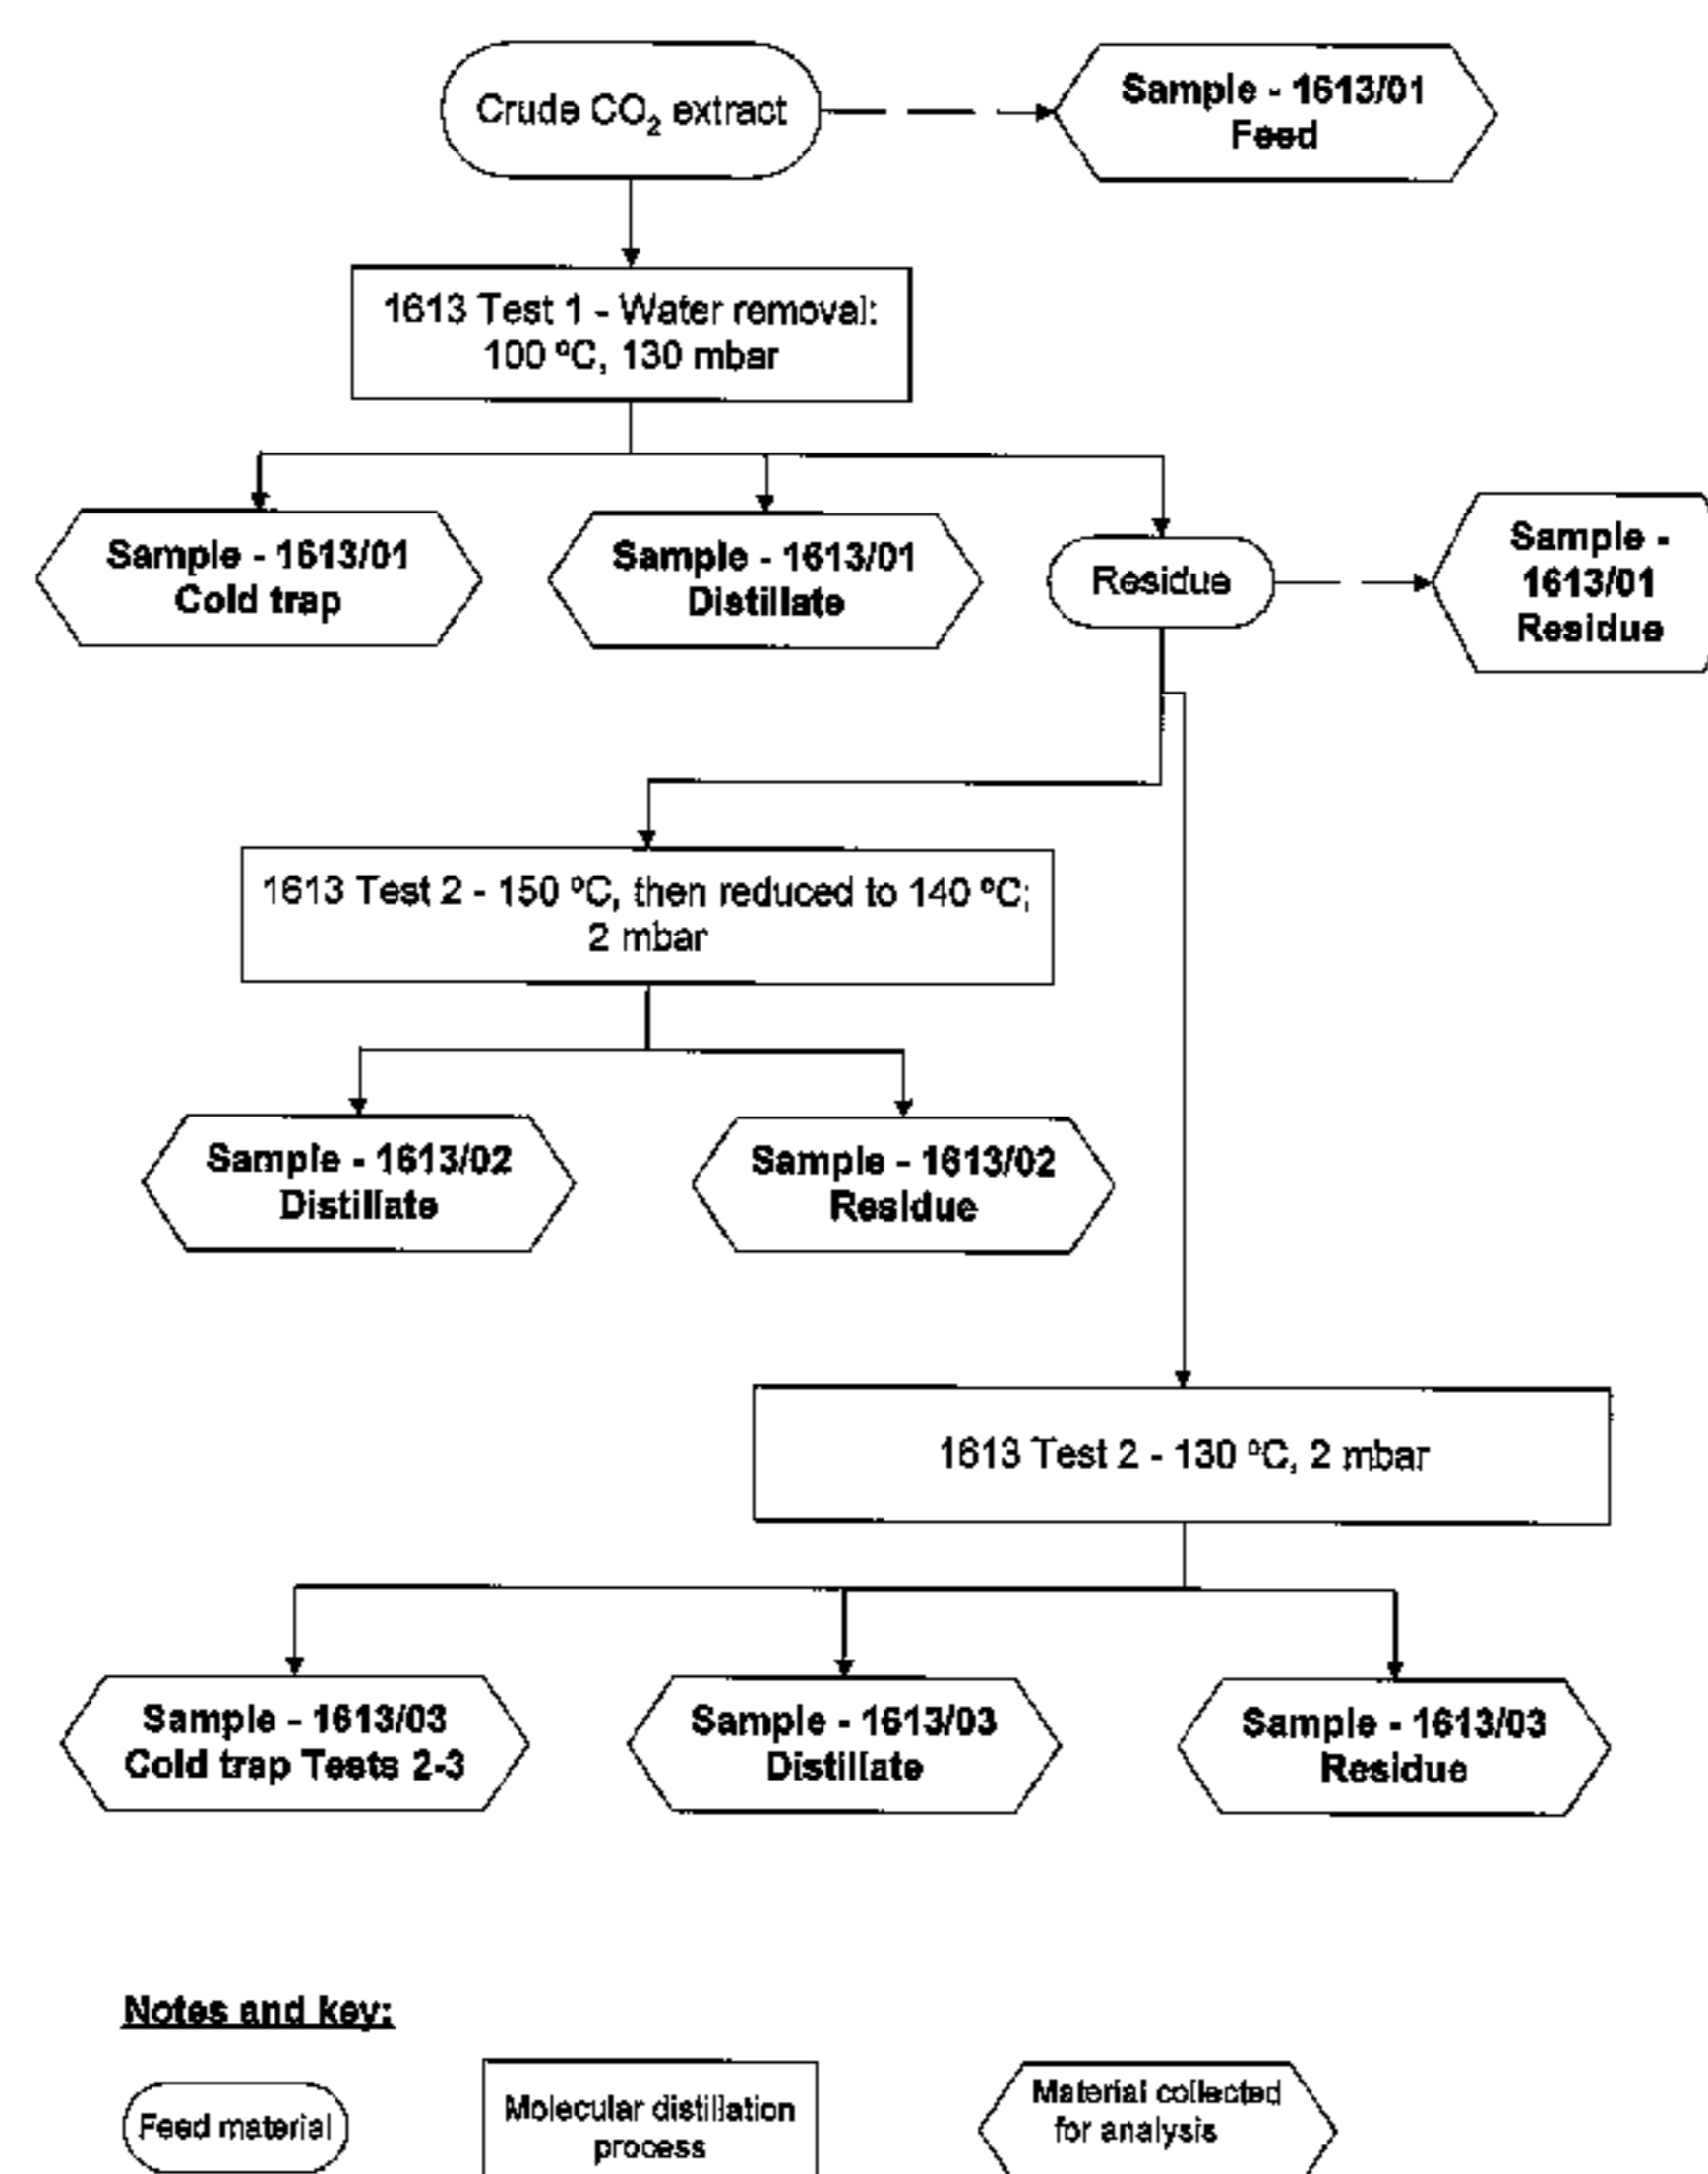 Crude CO₂ extract
Sample - 1613/01
Feed
1613 Test 1 - Water removal:
100 ºC, 130 mbar
Sample - 1613/01
Cold trap
Sample - 1613/01
Distillate
Residue
Sample -
1613/01
Residue
1613 Test 2 - 150 ºC, then reduced to 140 ºC;
2 mbar
Sample - 1613/02
Distillate
Sample - 1613/02
Residue
1613 Test 2 - 130 ºC, 2 mbar
Sample - 1613/03
Cold trap Tests 2-3
Sample - 1613/03
Distillate
Sample - 1613/03
Residue
Notes and key:
Feed material
Molecular distillation
process
Material collected
for analysis